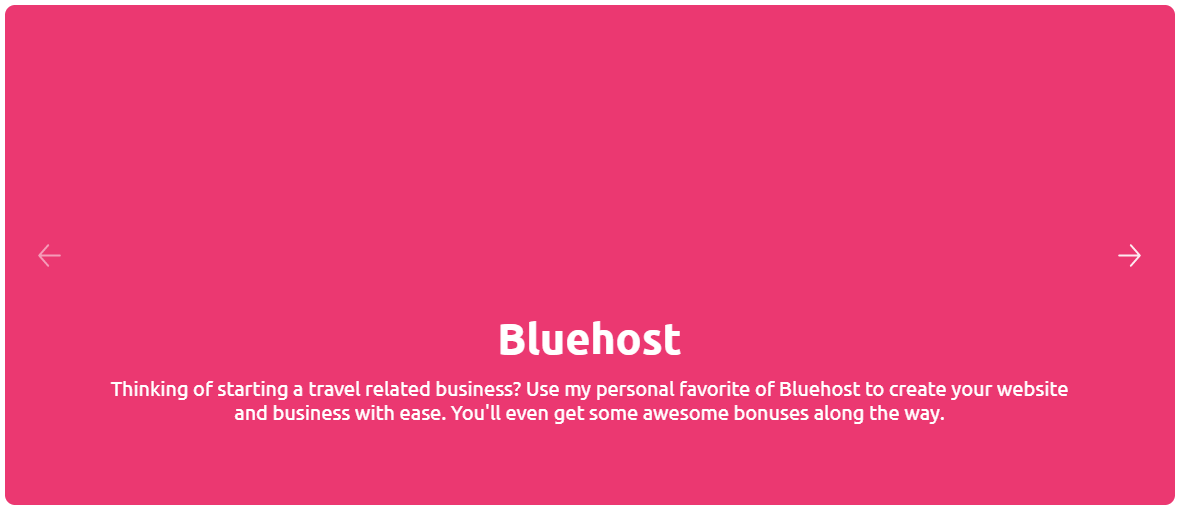 Bluehost
Thinking of starting a travel related business? Use my personal favorite of Bluehost to create your website
and business with ease. You'll even get some awesome bonuses along the way.